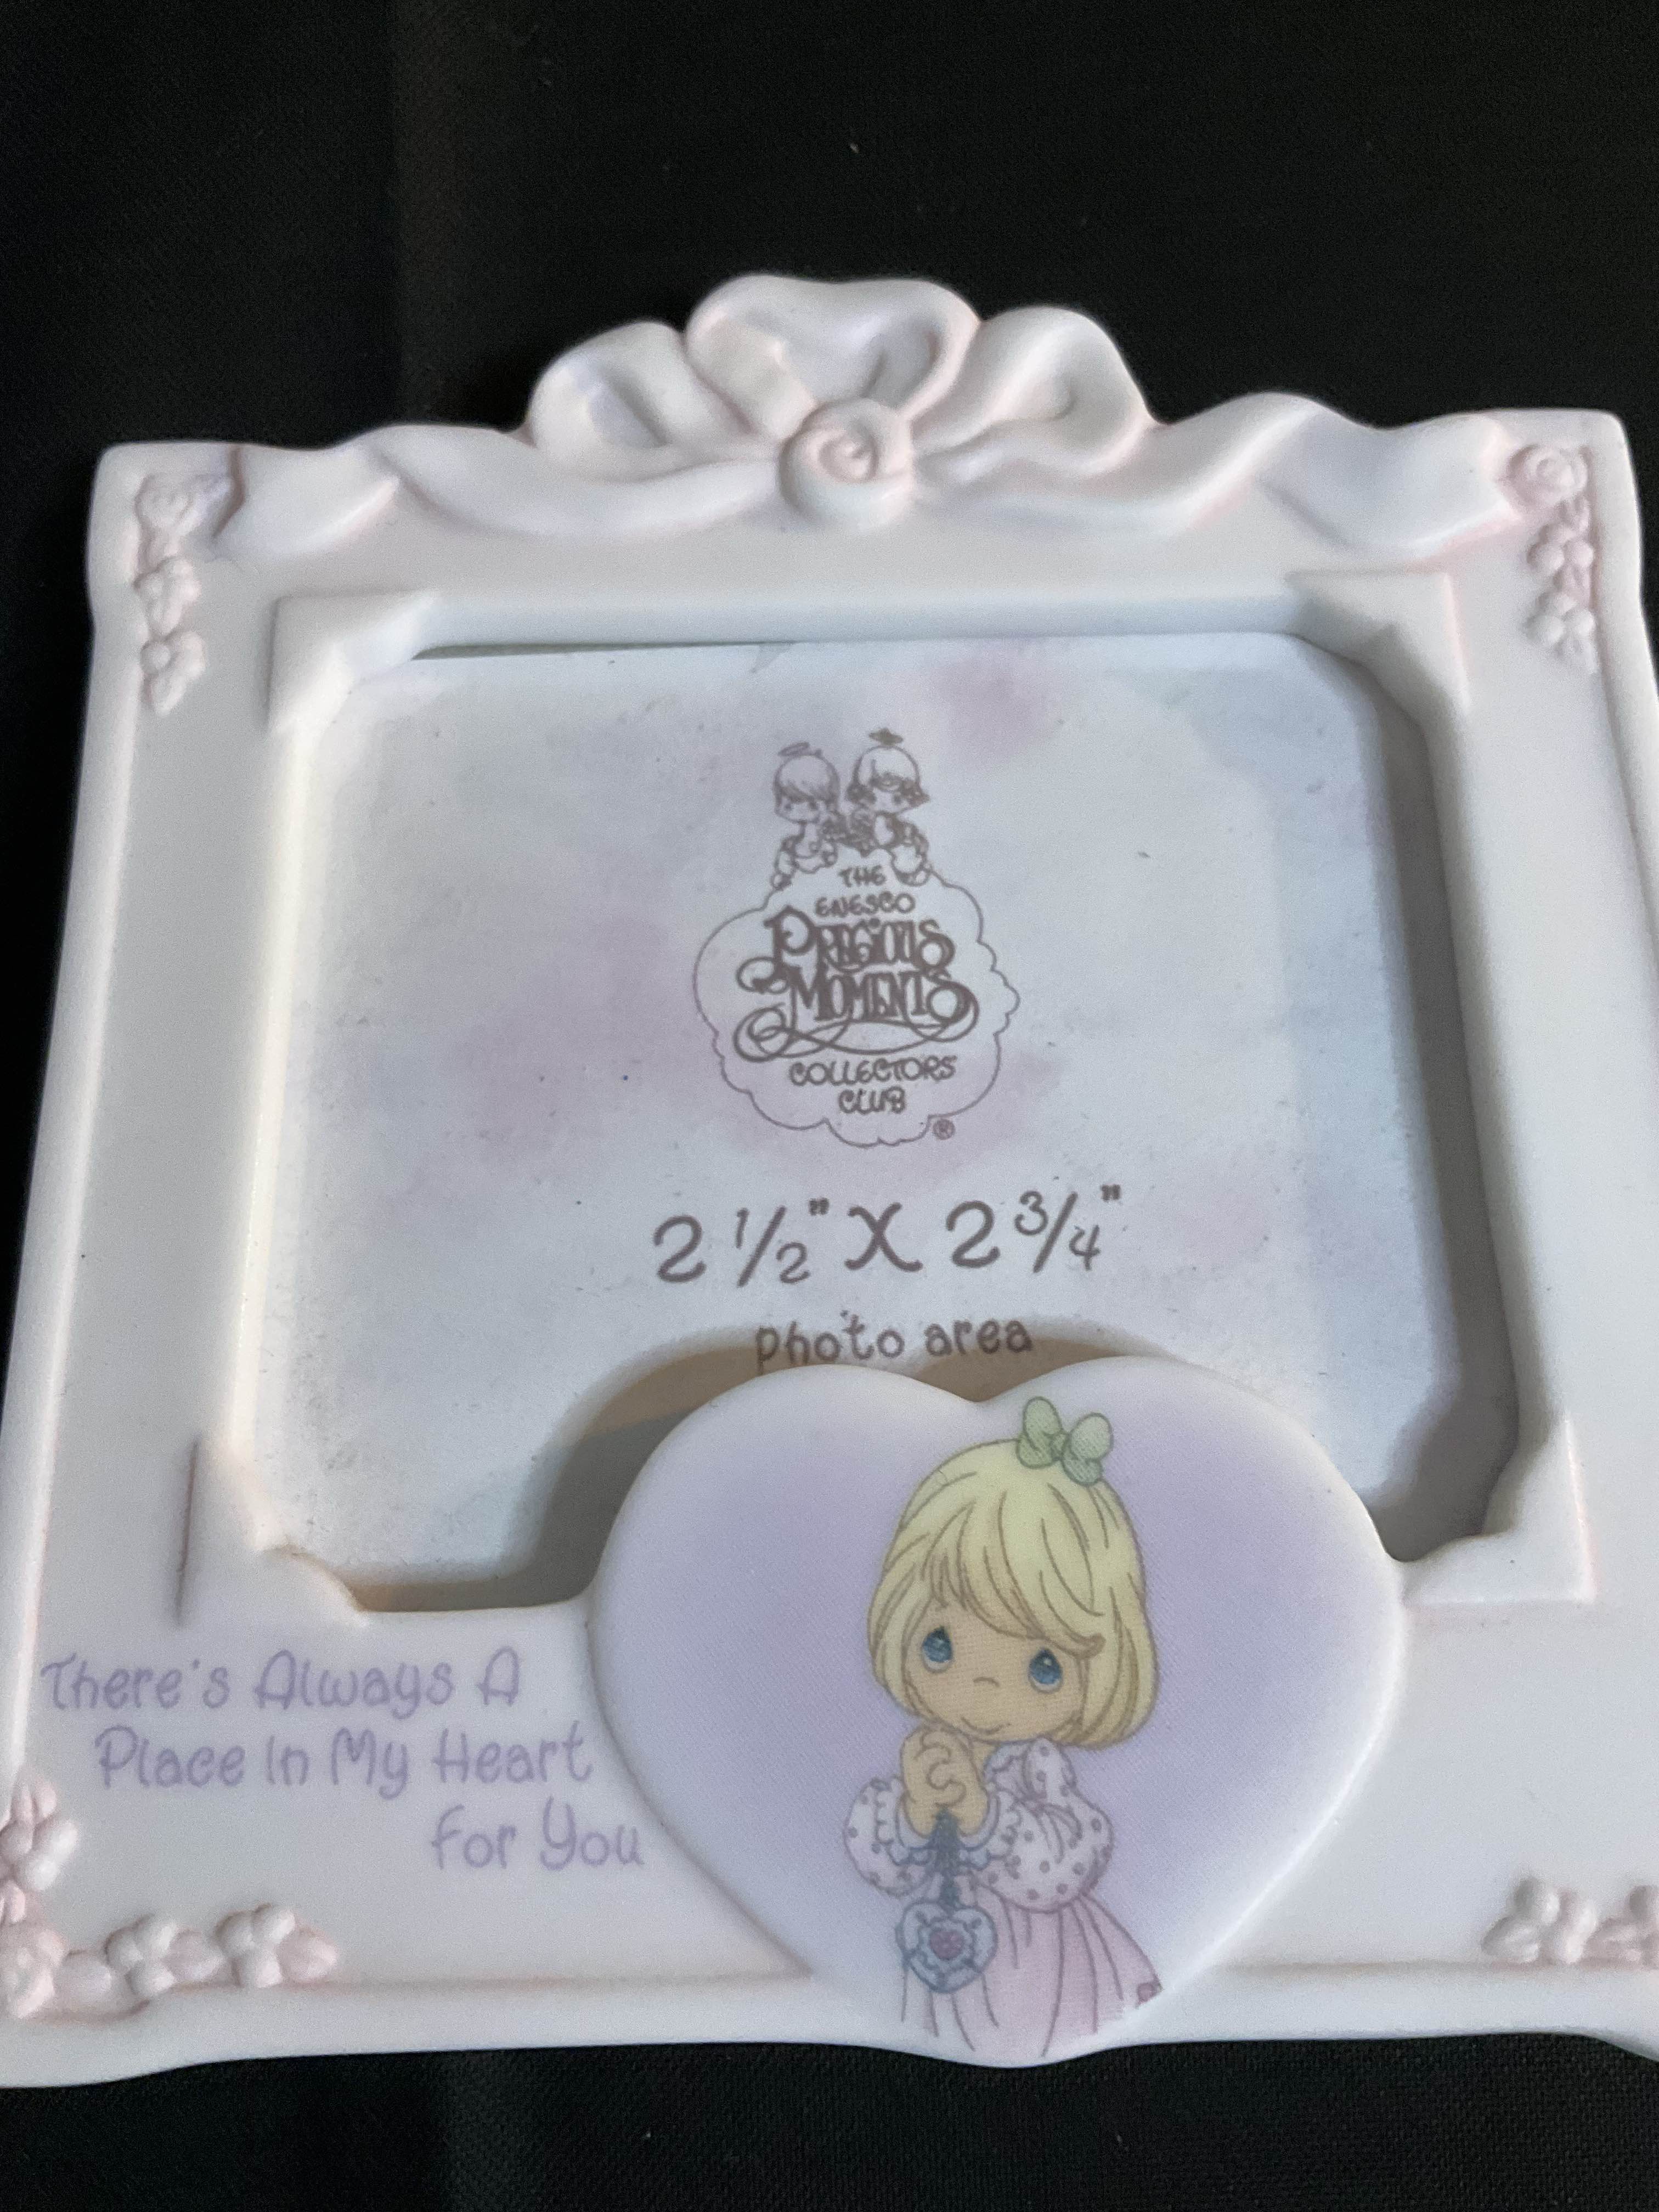 THE
ENESCO
PRECIOUS
MOMENTS
COLLECTORS
CLUB
®
2 1/2" X 2 3/4"
photo area
There's Always A
Place In My Heart
For You